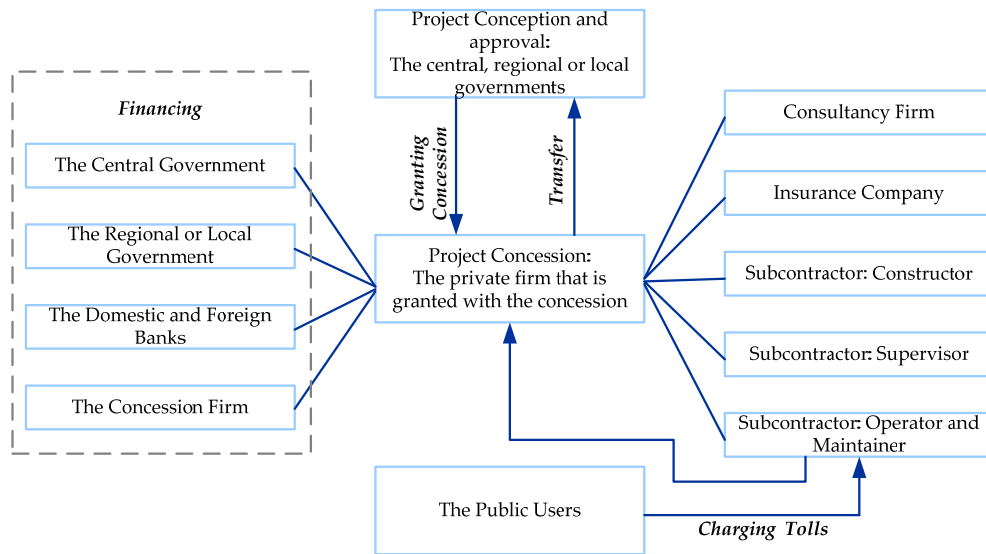 Project Conception and
approval:
The central, regional or local
governments
Financing
The Central Government
The Regional or Local
Government
The Domestic and Foreign
Banks
The Concession Firm
Granting
Concession
Transfer
Project Concession:
The private firm that is
granted with the concession
Consultancy Firm
Insurance Company
Subcontractor: Constructor
Subcontractor: Supervisor
Subcontractor: Operator and
Maintainer
The Public Users
Charging Tolls